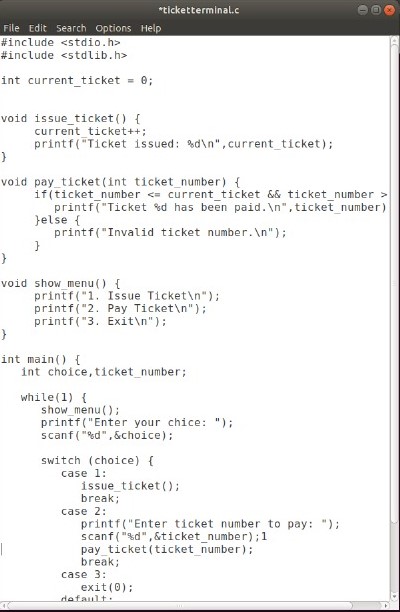 *ticketterminal.c
File Edit Search Options Help
#include <stdio.h>
#include <stdlib.h>

int current_ticket = 0;


void issue_ticket() {
     current_ticket++;
     printf("Ticket issued: %d\n",current_ticket);
}

void pay_ticket(int ticket_number) {
     if(ticket_number <= current_ticket && ticket_number >
        printf("Ticket %d has been paid.\n",ticket_number)
     }else {
        printf("Invalid ticket number.\n");
     }
}

void show_menu() {
     printf("1. Issue Ticket\n");
     printf("2. Pay Ticket\n");
     printf("3. Exit\n");
}

int main() {
   int choice,ticket_number;

   while(1) {
      show_menu();
      printf("Enter your chice: ");
      scanf("%d",&choice);

      switch (choice) {
         case 1:
            issue_ticket();
            break;
         case 2:
            printf("Enter ticket number to pay: ");
            scanf("%d",&ticket_number);1
            pay_ticket(ticket_number);
            break;
         case 3:
            exit(0);
         default: